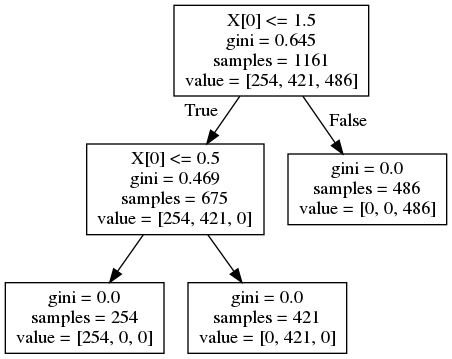 X[0] <= 1.5
gini = 0.645
samples = 1161
value = [254, 421, 486]
True
False
X[0] <= 0.5
gini = 0.469
samples = 675
value = [254, 421, 0]
gini = 0.0
samples = 486
value = [0, 0, 486]
gini = 0.0
samples = 254
value = [254, 0, 0]
gini = 0.0
samples = 421
value = [0, 421, 0]